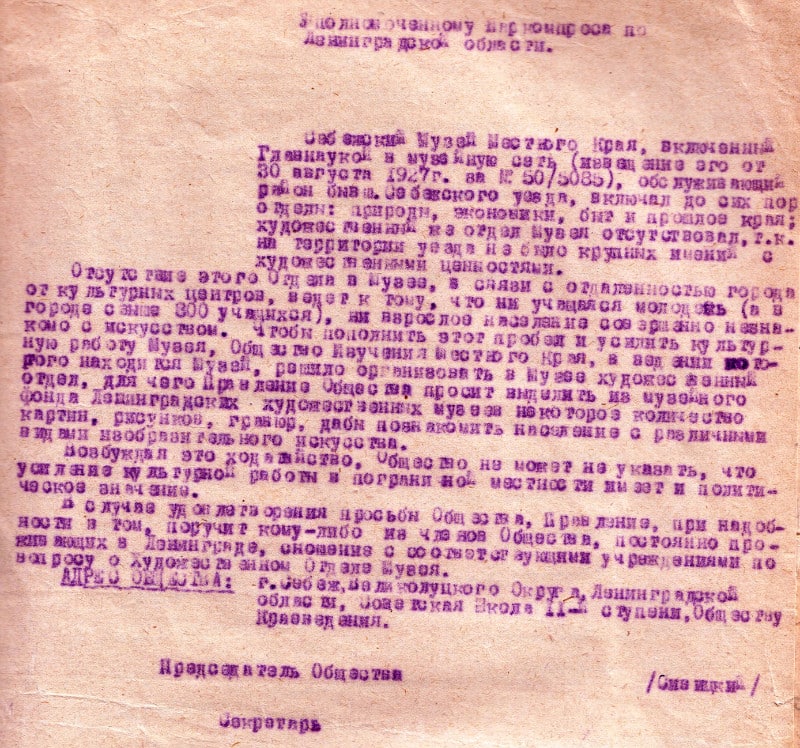 Уполномоченному Наркомпроса по
Ленинградской области.
Себежский Музей Местного Края, включенный
Главнаукой в музейную сеть (извещение его от
30 августа 1927г. за № 50/5085), обслуживающий
район бывш.Себежского уезда, включал до сих пор
отделы: природы, экономики, быт и прошлое края;
художественный же отдел Музея отсутствовал,т.к.
на территории уезда не было крупных имений с
художественными ценностями.
Отсутствие этого Отдела в Музее, в связи с отдаленностью города
от культурных центров, ведет к тому, что ни учащаяся молодежь (а в
городе свыше 800 учащихся), ни взрослое население совершенно незна-
комо с искусством. Чтобы пополнить этот пробел и усилить культур-
ную работу Музея, Общество Изучения Местного Края, в ведении кото-
рого находится Музей, решило организовать в Музее художественный
отдел, для чего Правление Общества просит выделить из музейного
фонда Ленинградских художественных музеев некоторое количество
картин, рисунков, гравюр, дабы познакомить население с различными
видами изобразительного искусства.
Возбуждая это ходатайство, Общество не может не указать, что
усиление культурной работы в пограничной местности имеет и полити-
ческое значение.
В случае удовлетворения просьбы Общества, Правление, при надоб-
ности в том, поручит кому-либо из членов Общества, постоянно про-
живающих в Ленинграде, сношение с соответствующими учреждениями по
вопросу о Художественном Отделе Музея.
АДРЕС ОБЩЕСТВА: г.Себеж,Великолуцкого Округа,Ленинградской
области, Советская Школа II-й ступени,Обществу
Краеведения.
Председатель Общества /Синицкий/
Секретарь